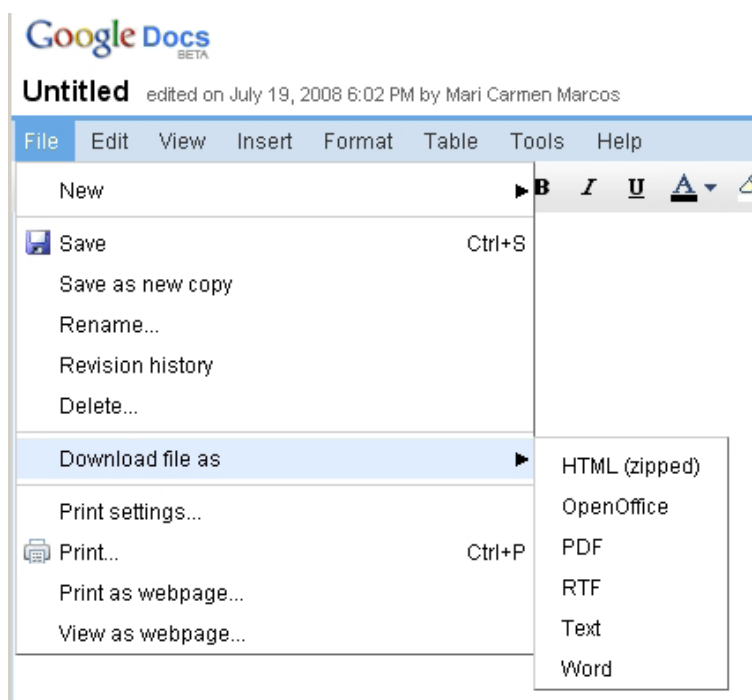 Google Docs
BETA
Untitled edited on July 19, 2008 6:02 PM by Mari Carmen Marcos
File Edit View Insert Format Table Tools Help
B I U A
New
Save Ctrl+S
Save as new copy
Rename...
Revision history
Delete...
Download file as
HTML (zipped)
OpenOffice
PDF
RTF
Text
Word
Print settings...
Print... Ctrl+P
Print as webpage...
View as webpage...